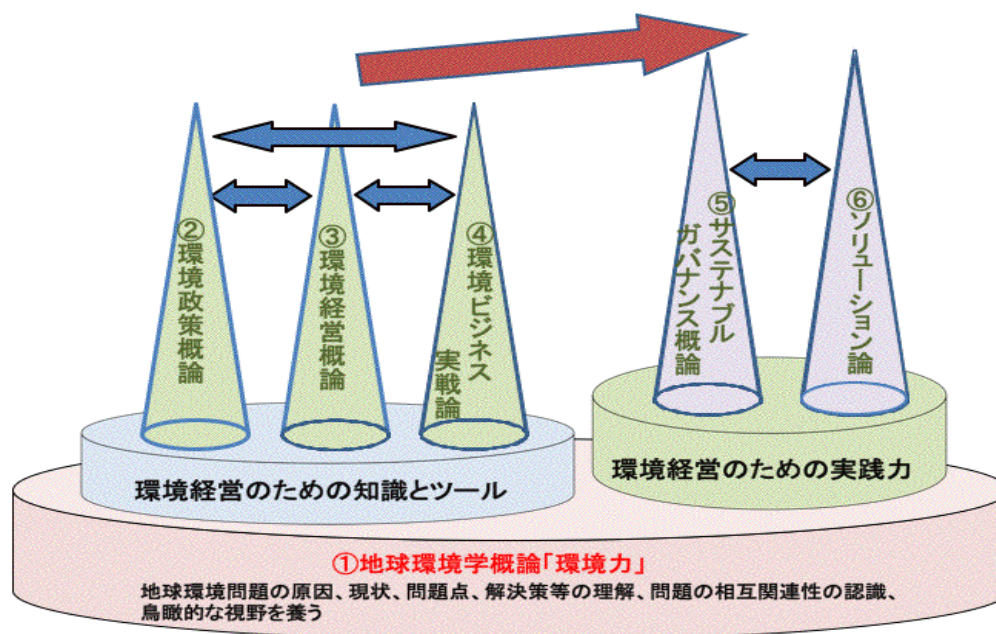 ②環境政策概論
③環境経営概論
④環境ビジネス
実戦論
⑤サステナブル
ガバナンス概論
⑥ソリューション論
環境経営のための知識とツール
環境経営のための実践力
①地球環境学概論「環境力」
地球環境問題の原因、現状、問題点、解決策等の理解、問題の相互関連性の認識、
鳥瞰的な視野を養う